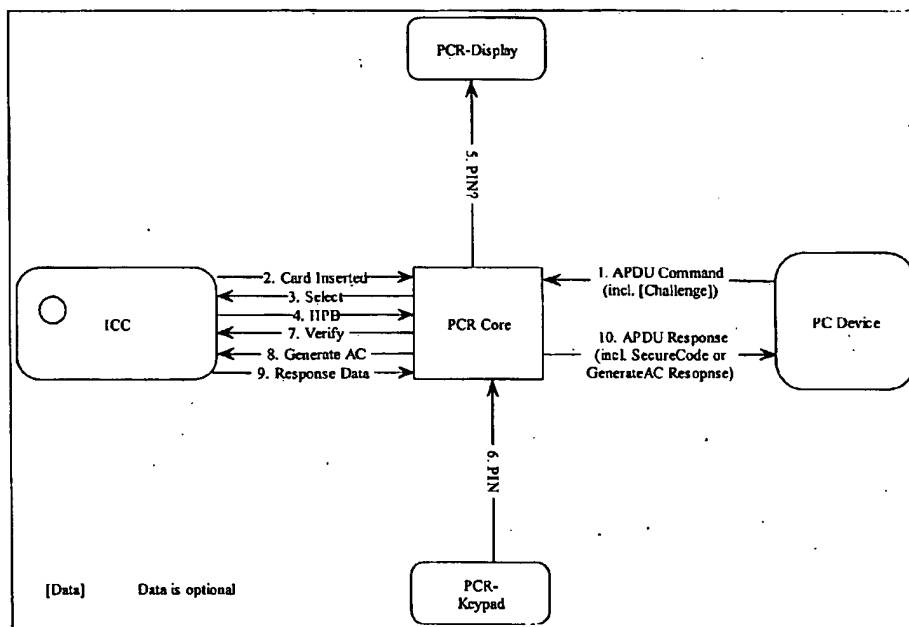 PCR-Display
5. PIN?
2. Card Inserted
3. Select
4. IIPB
7. Verify
8. Generate AC
9. Response Data
ICC
PCR Core
1. APDU Command
(incl. [Challenge])
10. APDU Response
(incl. SecureCode or
GenerateAC Resopnse)
PC Device
6. PIN
PCR-
Keypad
[Data] Data is optional